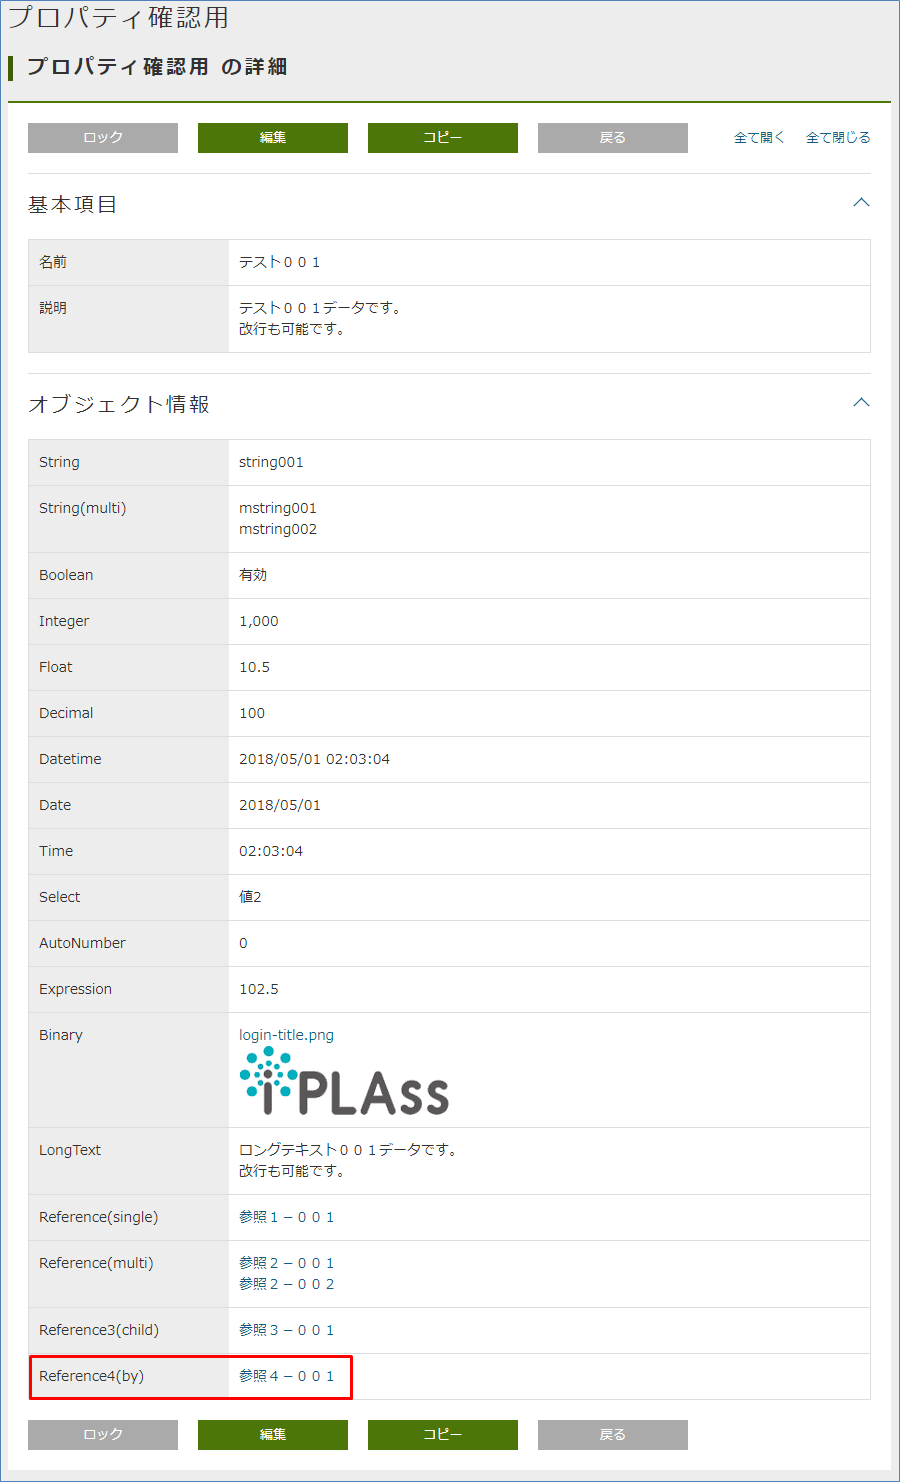 プロパティ確認用
プロパティ確認用 の詳細
ロック 編集 コピー 戻る 全て開く 全て閉じる
基本項目
名前 テスト００１
説明 テスト００１データです。
改行も可能です。
オブジェクト情報
String string001
String(multi) mstring001
mstring002
Boolean 有効
Integer 1,000
Float 10.5
Decimal 100
Datetime 2018/05/01 02:03:04
Date 2018/05/01
Time 02:03:04
Select 値2
AutoNumber 0
Expression 102.5
Binary login-title.png
iPLAss
LongText ロングテキスト００１データです。
改行も可能です。
Reference(single) 参照１－００１
Reference(multi) 参照２－００１
参照２－００２
Reference3(child) 参照３－００１
Reference4(by) 参照４－００１
ロック 編集 コピー 戻る